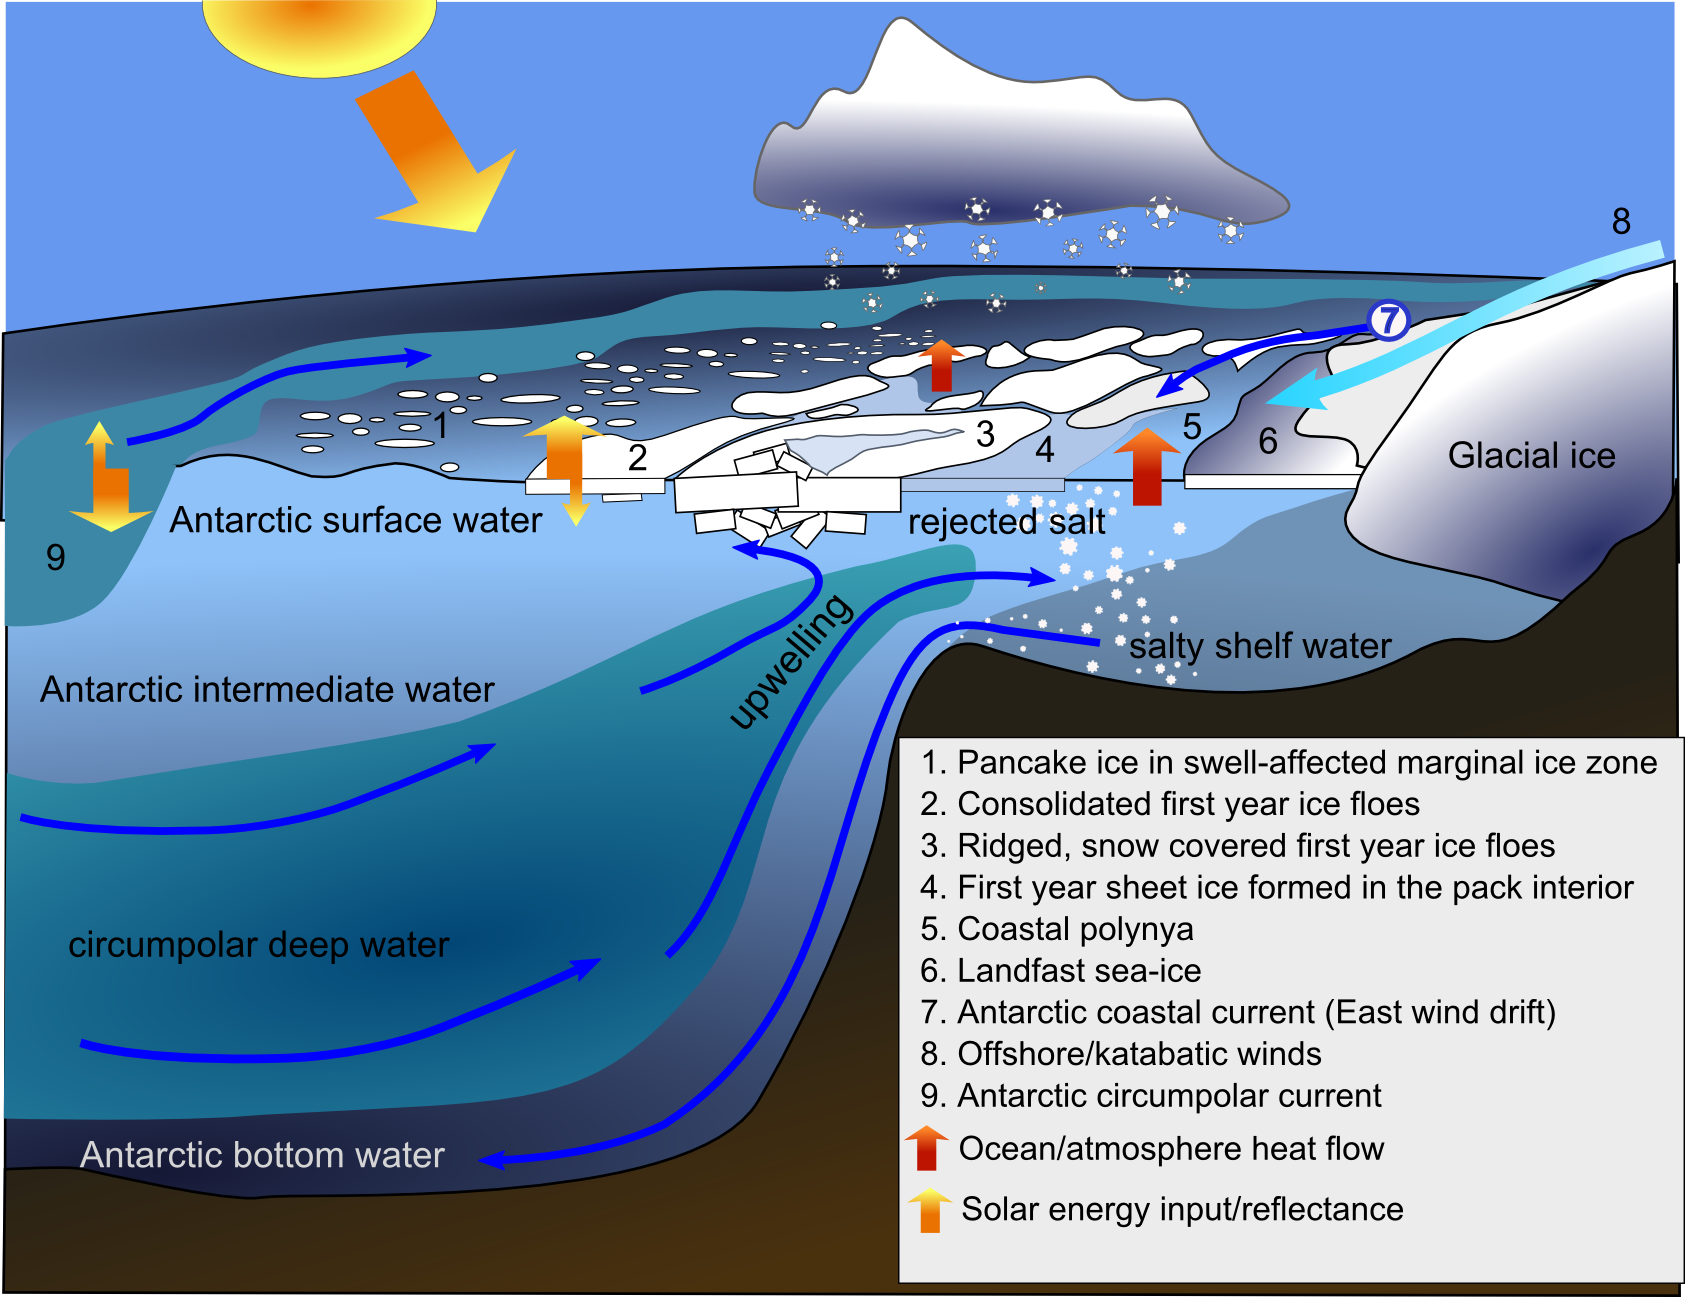 8
7
1
2
3
4
5
6
Glacial ice
Antarctic surface water
rejected salt
9
upwelling
salty shelf water
Antarctic intermediate water
circumpolar deep water
Antarctic bottom water
1. Pancake ice in swell-affected marginal ice zone
2. Consolidated first year ice floes
3. Ridged, snow covered first year ice floes
4. First year sheet ice formed in the pack interior
5. Coastal polynya
6. Landfast sea-ice
7. Antarctic coastal current (East wind drift)
8. Offshore/katabatic winds
9. Antarctic circumpolar current
Ocean/atmosphere heat flow
Solar energy input/reflectance